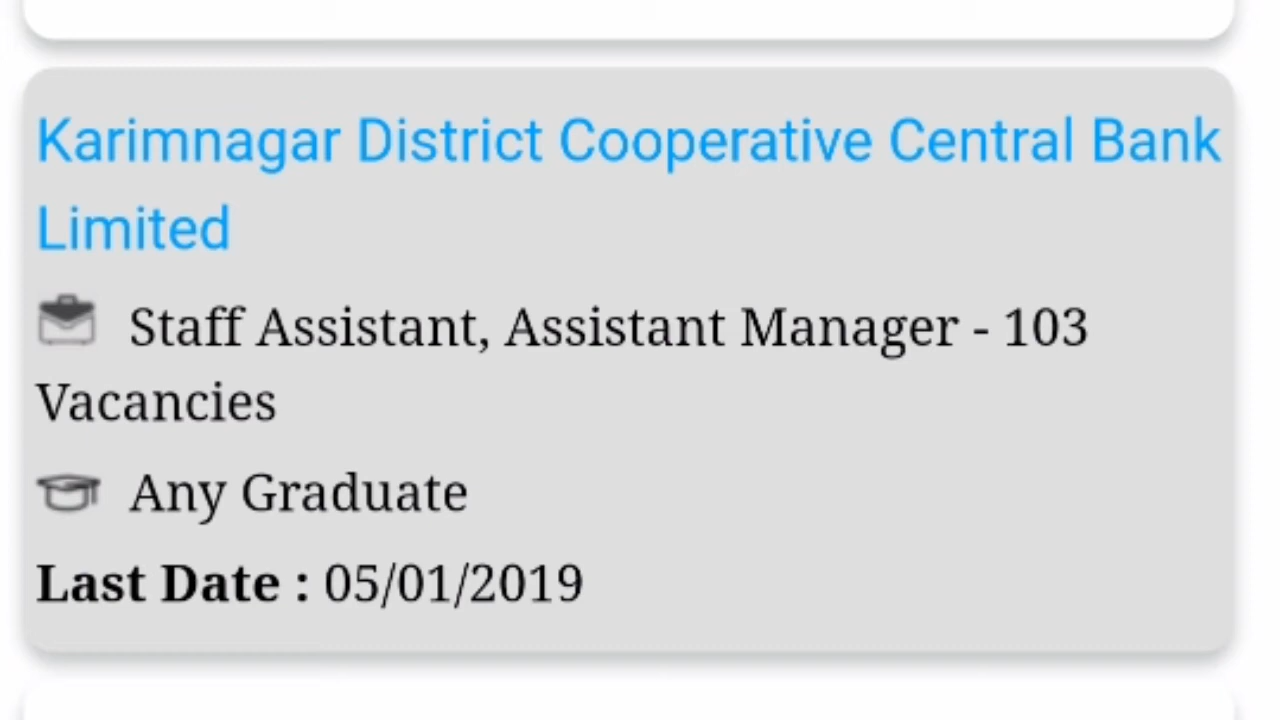 Karimnagar District Cooperative Central Bank
Limited
Staff Assistant, Assistant Manager - 103
Vacancies
Any Graduate
Last Date : 05/01/2019